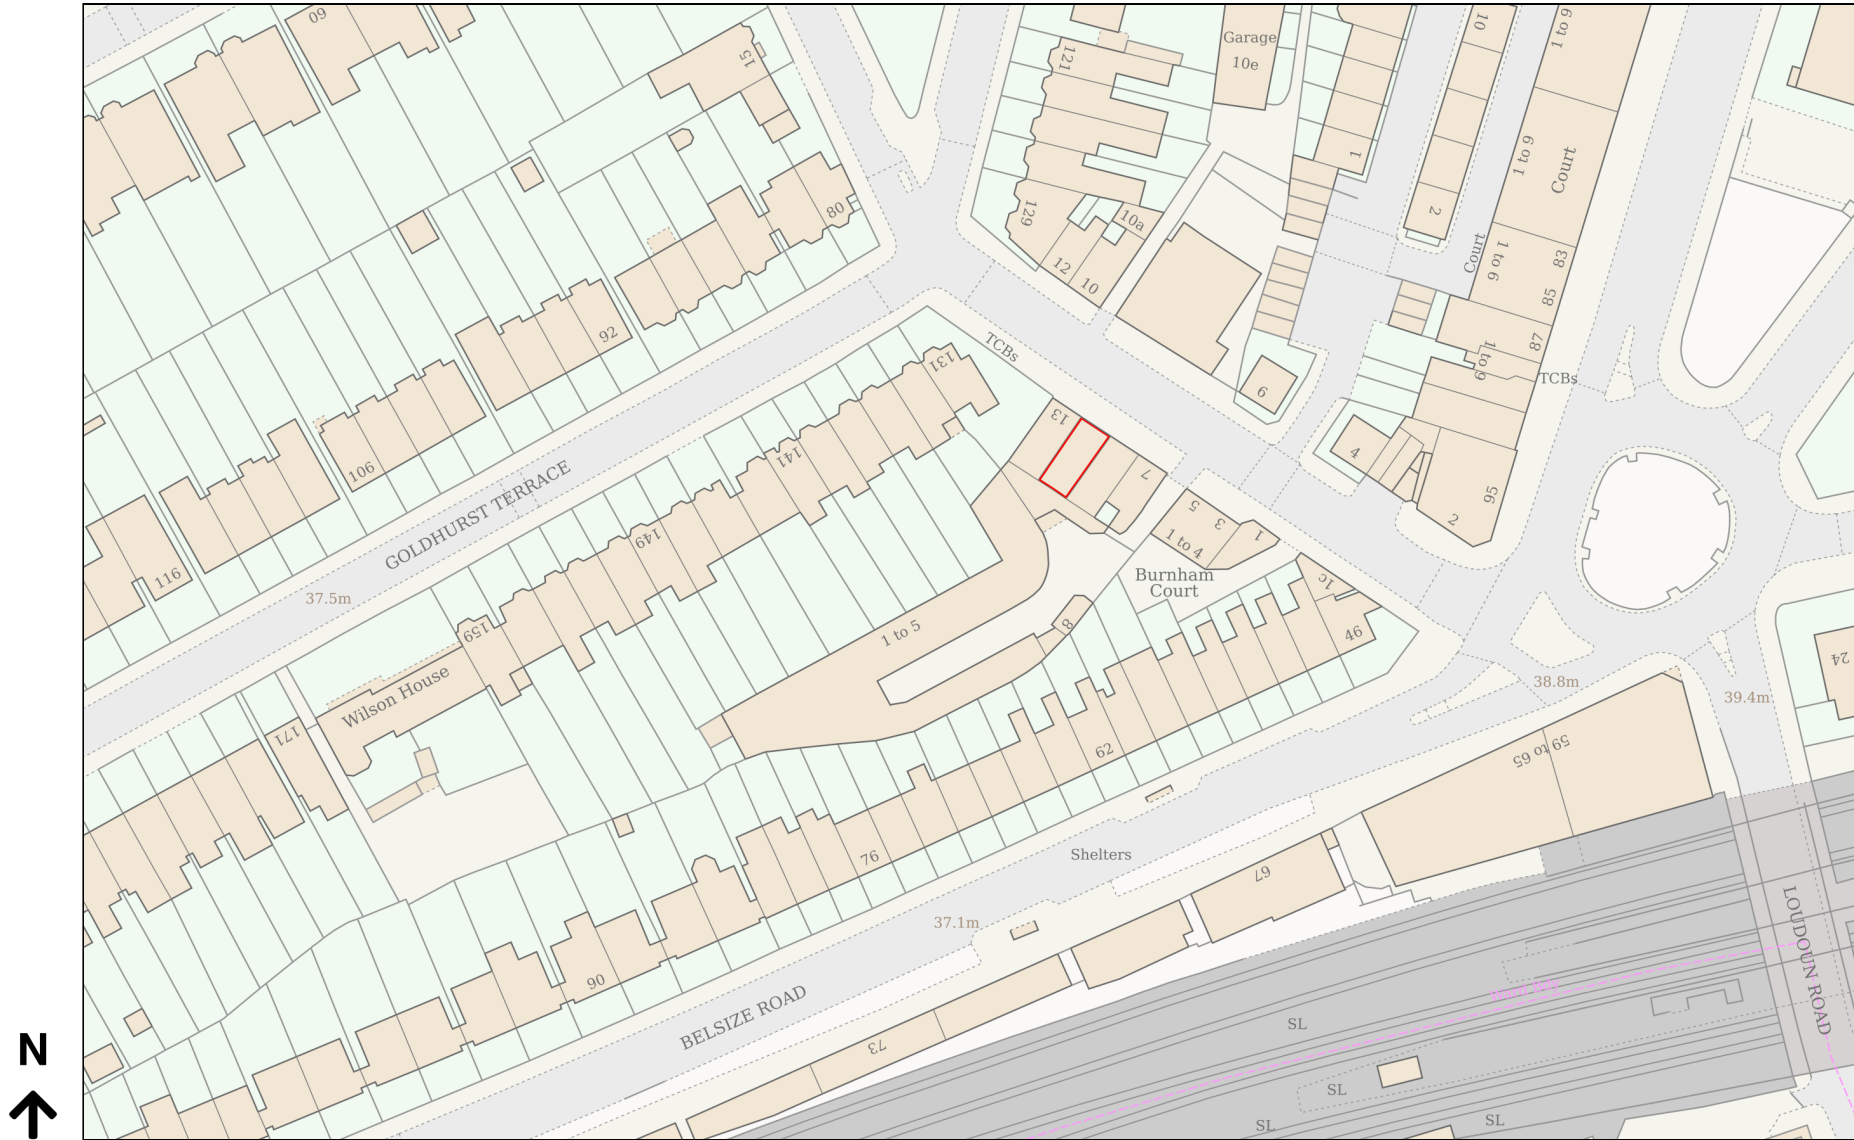 60
15
121
Garage
10e
10
1 to 6
1
1 to 9
Court
2
80
129
10a
12
10
Court
1 to 6
83
85
92
87
1 to 9
TCBs
TCBs
131
6
13
141
4
7
106
GOLDHURST TERRACE
95
2
5
3
1
149
1 to 4
116
Burnham
Court
1c
37.5m
159
1 to 5
8
46
Wilson House
24
38.8m
39.4m
171
62
59 to 65
76
Shelters
67
37.1m
90
LOUDOUN ROAD
BELSIZE ROAD
Ward Bdy
SL
N
73
SL
SL
SL